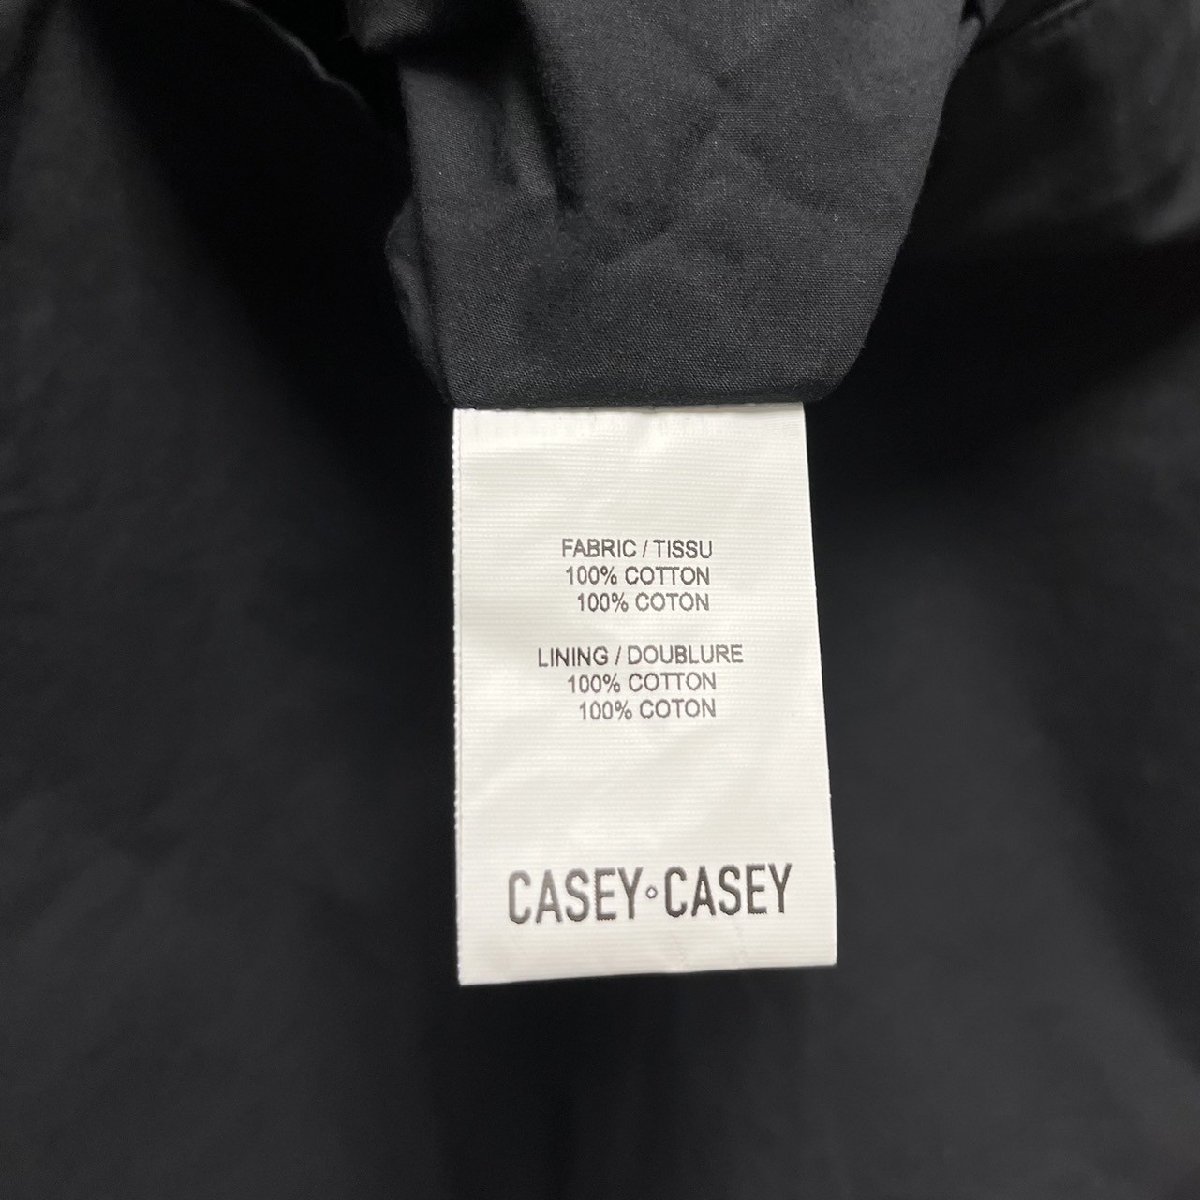 FABRIC / TISSU
100% COTTON
100% COTON
LINING / DOUBLURE
100% COTTON
100% COTON
CASEY°CASEY